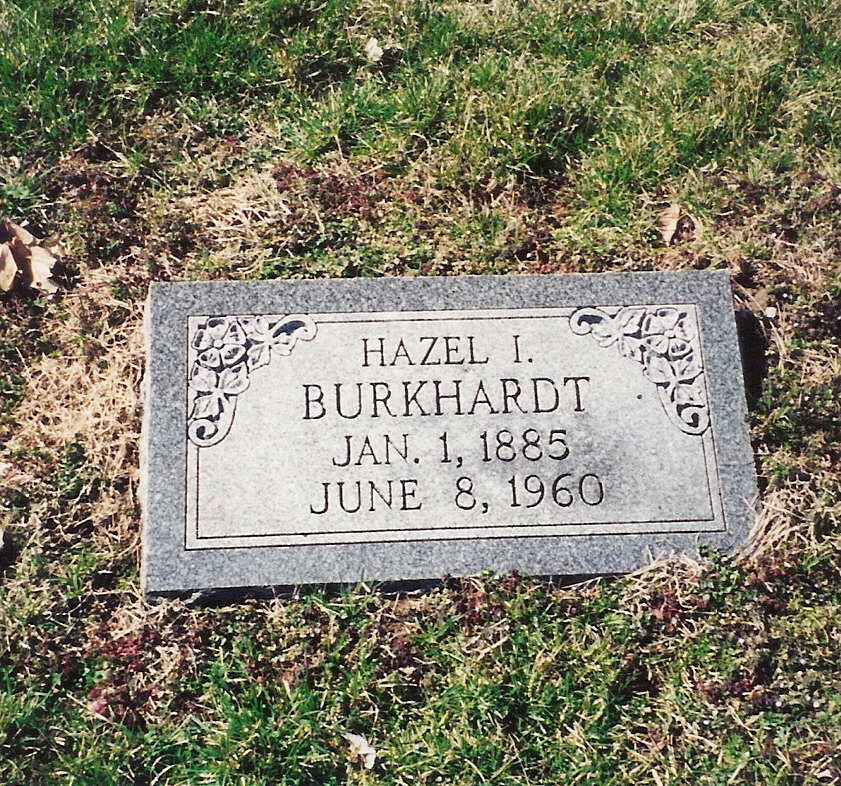 HAZEL I.
BURKHARDT
JAN. 1, 1885
JUNE 8, 1960